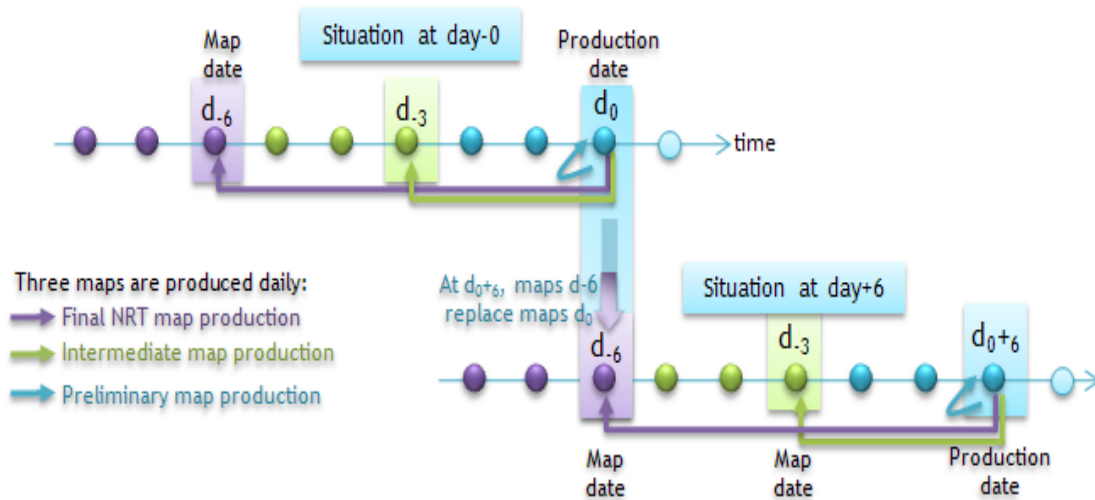 Situation at day-0
Map
date
Production
date
d-6
d-3
d0
time
Three maps are produced daily:
Final NRT map production
Intermediate map production
Preliminary map production
At d0+6, maps d-6
replace maps d0
Situation at day+6
d-6
d-3
d0+6
Map
date
Map
date
Production
date